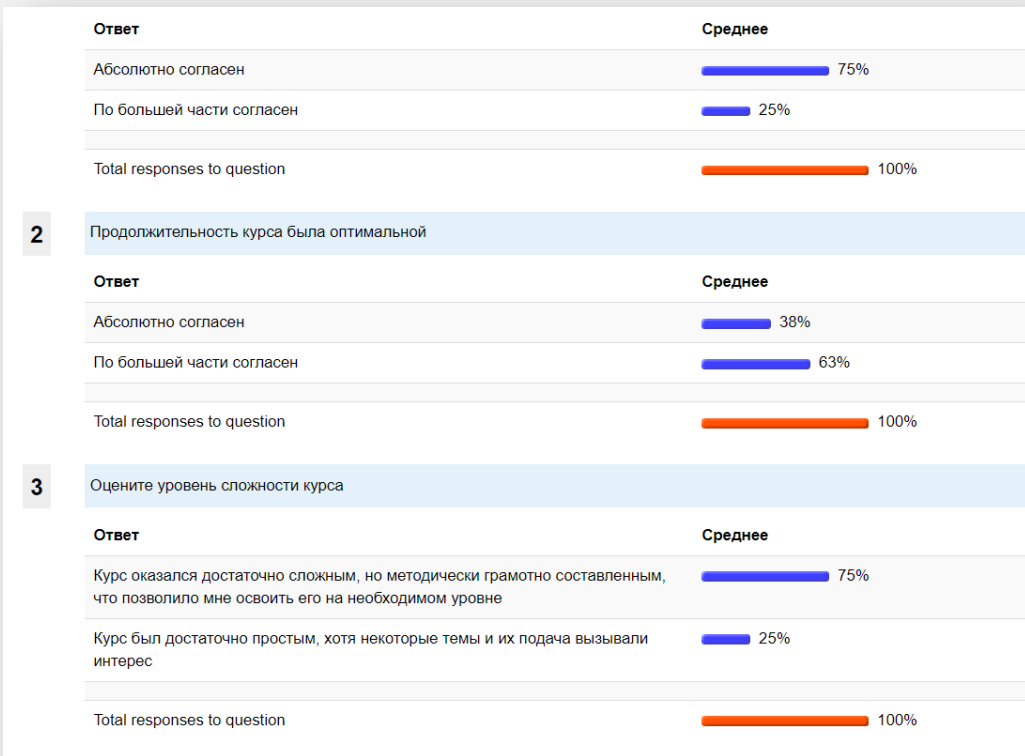 Ответ Среднее
Абсолютно согласен 75%
По большей части согласен 25%
Total responses to question 100%
2 Продолжительность курса была оптимальной
Ответ Среднее
Абсолютно согласен 38%
По большей части согласен 63%
Total responses to question 100%
3 Оцените уровень сложности курса
Ответ Среднее
Курс оказался достаточно сложным, но методически грамотно составленным, 75%
что позволило мне освоить его на необходимом уровне
Курс был достаточно простым, хотя некоторые темы и их подача вызывали 25%
интерес
Total responses to question 100%